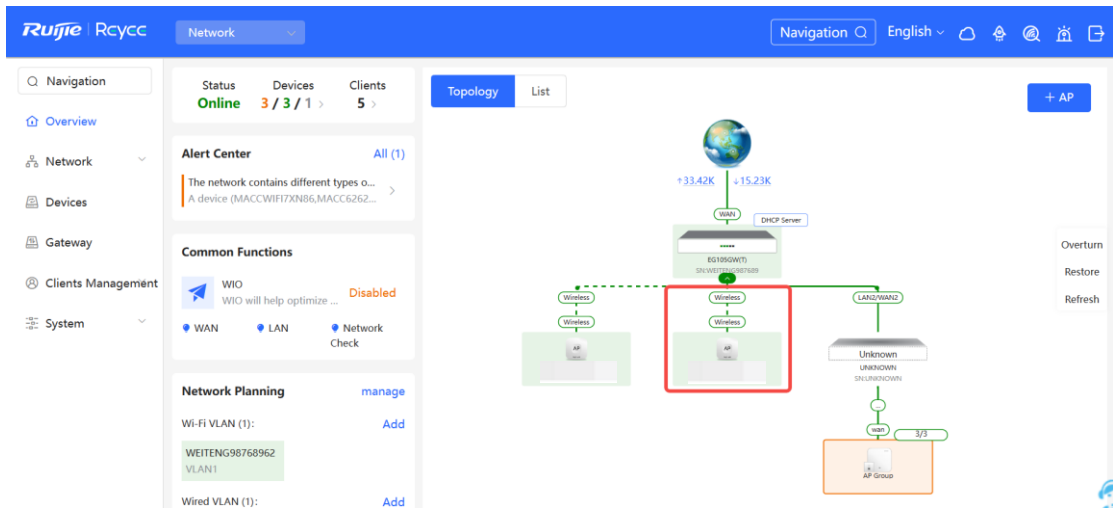 Ruijie | Rcycc
Network
Navigation
English
Navigation
Overview
Network
Devices
Gateway
Clients Management
System
Status Devices Clients
Online 3 / 3 / 1 > 5 >
Alert Center All (1)
The network contains different types o...
A device (MACCWIFI7XN86,MACC6262...
Common Functions
WIO
WIO will help optimize ... Disabled
WAN LAN Network
Check
Network Planning manage
Wi-Fi VLAN (1): Add
WEITENG98768962
VLAN1
Wired VLAN (1): Add
Topology List
+ AP
↑33.42K ↓15.23K
WAN
DHCP Server
EG105GW(T)
SN:WEITENG987689
Wireless Wireless LAN2/WAN2
Wireless Wireless
AP AP
Unknown
UNKNOWN
SN:UNKNOWN
...
wan 3/3
AP Group
Overturn
Restore
Refresh